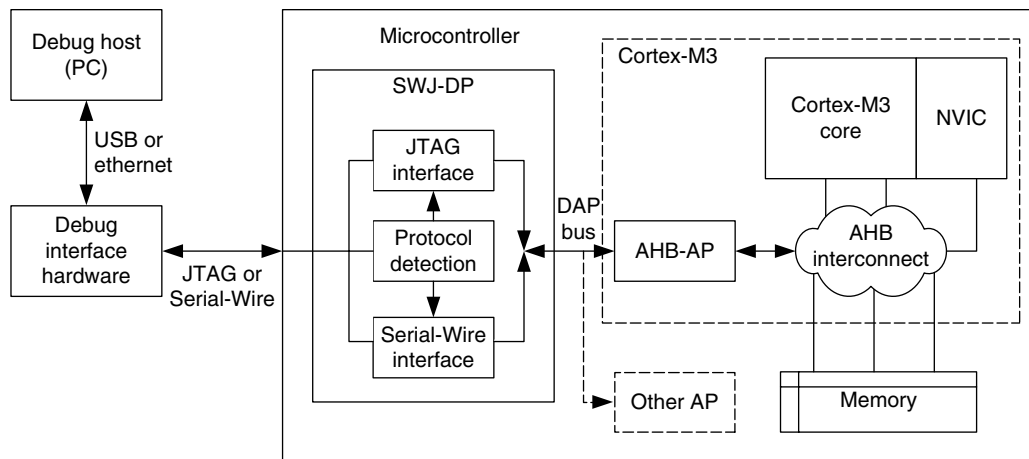 Debug host
(PC)
USB or
ethernet
Debug
interface
hardware
JTAG or
Serial-Wire
Microcontroller
SWJ-DP
JTAG
interface
Protocol
detection
Serial-Wire
interface
DAP
bus
Cortex-M3
Cortex-M3
core
NVIC
AHB-AP
AHB
interconnect
Other AP
Memory